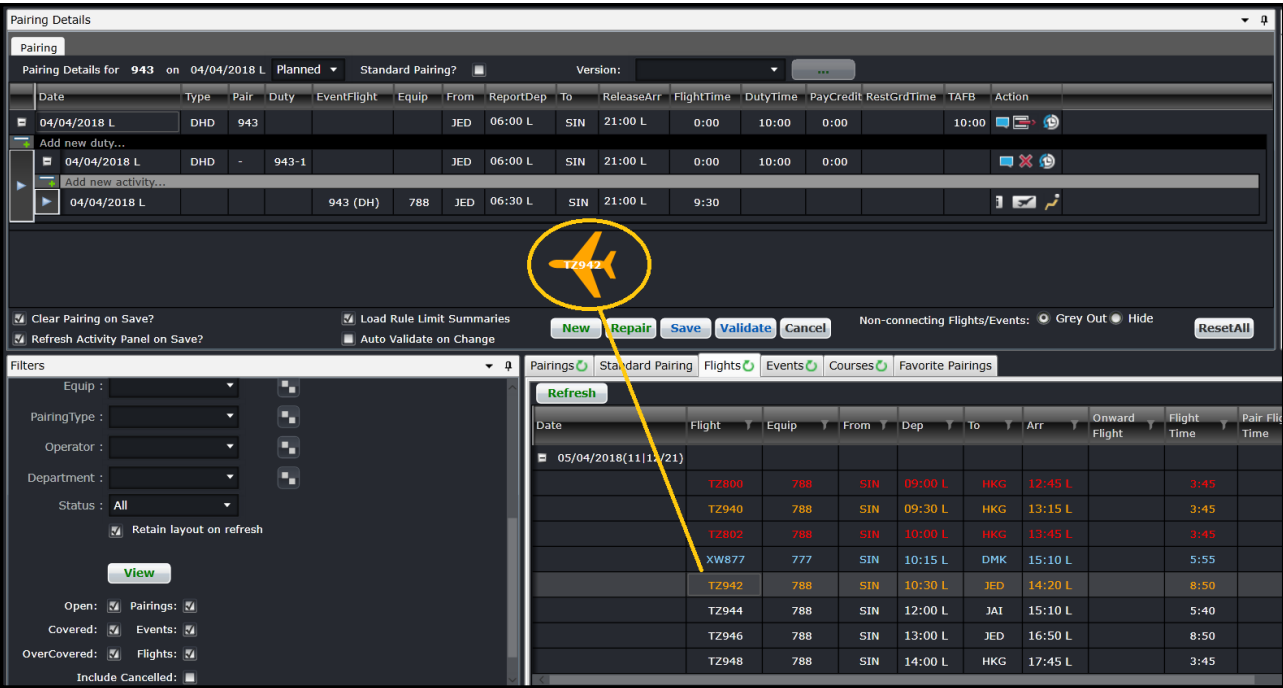 Pairing Details
Pairing
Pairing Details for 943 on 04/04/2018 L Planned Standard Pairing? Version: ...
Date Type Pair Duty EventFlight Equip From ReportDep To ReleaseArr FlightTime DutyTime PayCredit RestGrdTime TAFB Action
04/04/2018 L DHD 943 JED 06:00 L SIN 21:00 L 0:00 10:00 0:00 10:00
Add new duty...
04/04/2018 L DHD - 943-1 JED 06:00 L SIN 21:00 L 0:00 10:00 0:00
Add new activity...
04/04/2018 L 943 (DH) 788 JED 06:30 L SIN 21:00 L 9:30
TZ942
Clear Pairing on Save? Load Rule Limit Summaries
Refresh Activity Panel on Save? Auto Validate on Change
New Repair Save Validate Cancel Non-connecting Flights/Events: Grey Out Hide ResetAll
Filters
Equip :
PairingType :
Operator :
Department :
Status : All
Retain layout on refresh
View
Open: Pairings:
Covered: Events:
OverCovered: Flights:
Include Cancelled:
Pairings Standard Pairing Flights Events Courses Favorite Pairings
Refresh
Date Flight Equip From Dep To Arr Onward Flight Flight Time Pair Flig Time
05/04/2018(11|12/21)
TZ800 788 SIN 09:00 L HKG 12:45 L 3:45
TZ940 788 SIN 09:30 L HKG 13:15 L 3:45
TZ802 788 SIN 10:00 L HKG 13:45 L 3:45
XW877 777 SIN 10:15 L DMK 15:10 L 5:55
TZ942 788 SIN 10:30 L JED 14:20 L 8:50
TZ944 788 SIN 12:00 L JAI 15:10 L 5:40
TZ946 788 SIN 13:00 L JED 16:50 L 8:50
TZ948 788 SIN 14:00 L HKG 17:45 L 3:45